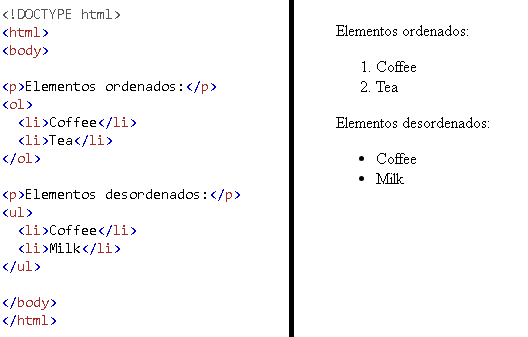 <!DOCTYPE html>
<html>
<body>
<p>Elementos ordenados:</p>
<ol>
<li>Coffee</li>
<li>Tea</li>
</ol>
<p>Elementos desordenados:</p>
<ul>
<li>Coffee</li>
<li>Milk</li>
</ul>
</body>
</html>
Elementos ordenados:
1. Coffee
2. Tea
Elementos desordenados:
• Coffee
• Milk